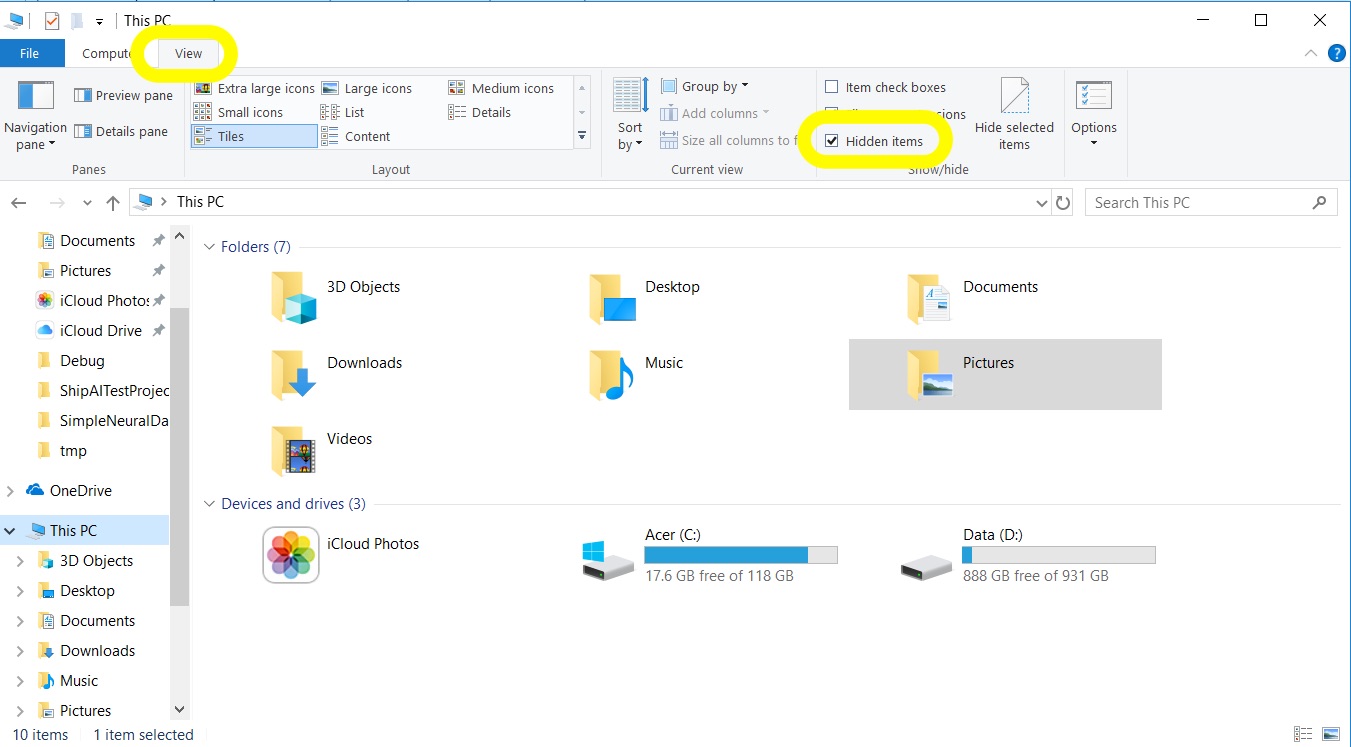 This PC
File
Compute
View
Navigation
pane
Preview pane
Details pane
Panes
Extra large icons
Large icons
Medium icons
Small icons
List
Details
Tiles
Content
Layout
Sort
by
Group by
Add columns
Size all columns to f
Current view
Item check boxes
Hidden items
Show/hide
Hide selected
items
Options
This PC
Search This PC
Documents
Pictures
iCloud Photos
iCloud Drive
Debug
ShipAITestProjec
SimpleNeuralDa
tmp
OneDrive
This PC
3D Objects
Desktop
Documents
Downloads
Music
Pictures
Folders (7)
3D Objects
Desktop
Documents
Downloads
Music
Pictures
Videos
Devices and drives (3)
iCloud Photos
Acer (C:)
17.6 GB free of 118 GB
Data (D:)
888 GB free of 931 GB
10 items
1 item selected